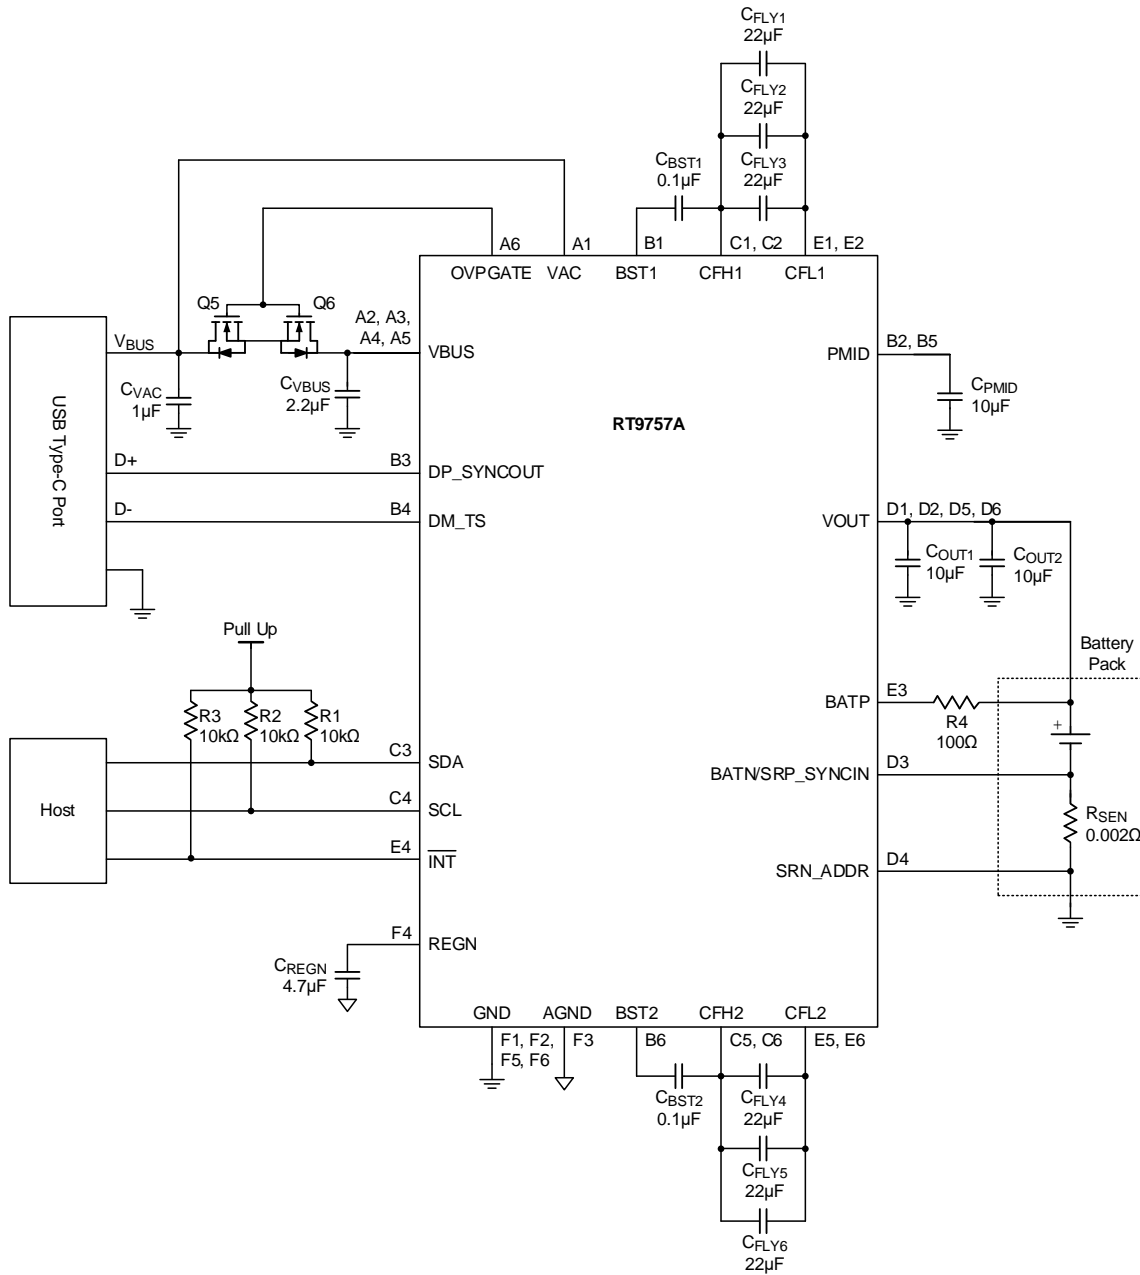 CFLY1
22µF
CFLY2
22µF
CFLY3
22µF
CBST1
0.1µF
A6
A1
B1
C1, C2
E1, E2
OVPGATE
VAC
BST1
CFH1
CFL1
Q5
Q6
A2, A3,
A4, A5
VBUS
VBUS
PMID
B2, B5
CVAC
1µF
CVBUS
2.2µF
CPMID
10µF
RT9757A
USB Type-C Port
D+
B3
DP_SYNCOUT
D-
B4
DM_TS
VOUT
D1, D2, D5, D6
COUT1
10µF
COUT2
10µF
Pull Up
Battery
Pack
R3
10kΩ
R2
10kΩ
R1
10kΩ
BATP
E3
R4
100Ω
+
Host
C3
SDA
BATN/SRP_SYNCIN
D3
C4
SCL
RSEN
0.002Ω
E4
INT
SRN_ADDR
D4
F4
REGN
CREGN
4.7µF
GND
AGND
BST2
CFH2
CFL2
F1, F2,
F5, F6
F3
B6
C5, C6
E5, E6
CBST2
0.1µF
CFLY4
22µF
CFLY5
22µF
CFLY6
22µF